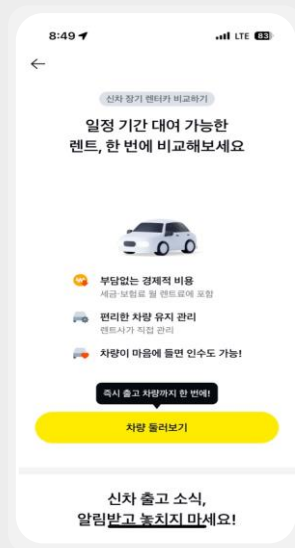 8:49
LTE 83
신차 장기 렌터카 비교하기
일정 기간 대여 가능한
렌트, 한 번에 비교해보세요
부담없는 경제적 비용
세금·보험료 월 렌트료에 포함
편리한 차량 유지 관리
렌트사가 직접 관리
차량이 마음에 들면 인수도 가능!
즉시 출고 차량까지 한 번에!
차량 둘러보기
신차 출고 소식,
알림받고 놓치지 마세요!